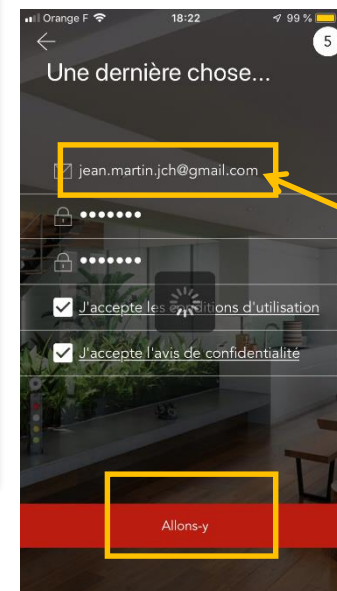 Orange F 18:22 99 %
5
Une dernière chose...
jean.martin.jch@gmail.com
•••••••
•••••••
J'accepte les conditions d'utilisation
J'accepte l'avis de confidentialité
Allons-y